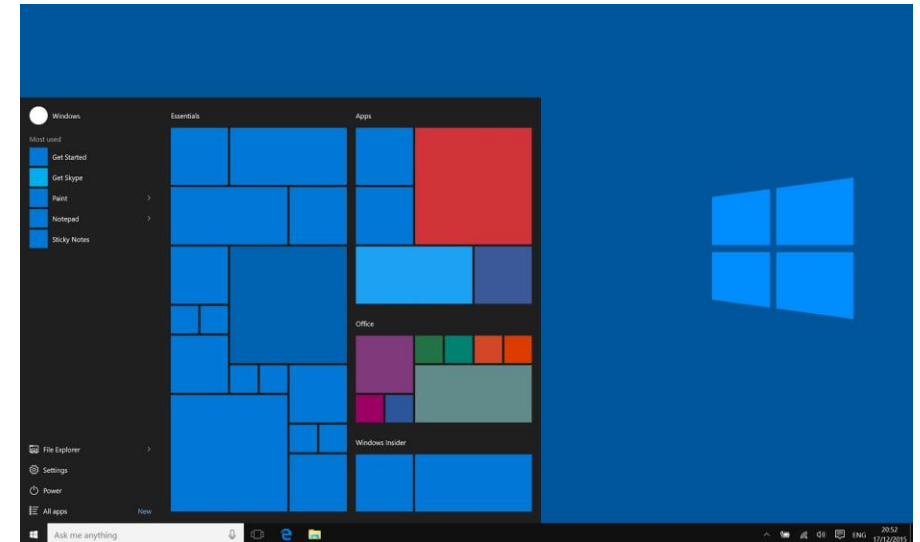 Windows
Most used
Get Started
Get Skype
Paint
Notepad
Sticky Notes
File Explorer
Settings
Power
All apps New
Essentials
Apps
Office
Windows Insider
Ask me anything
ENG
20:52
17/12/2015